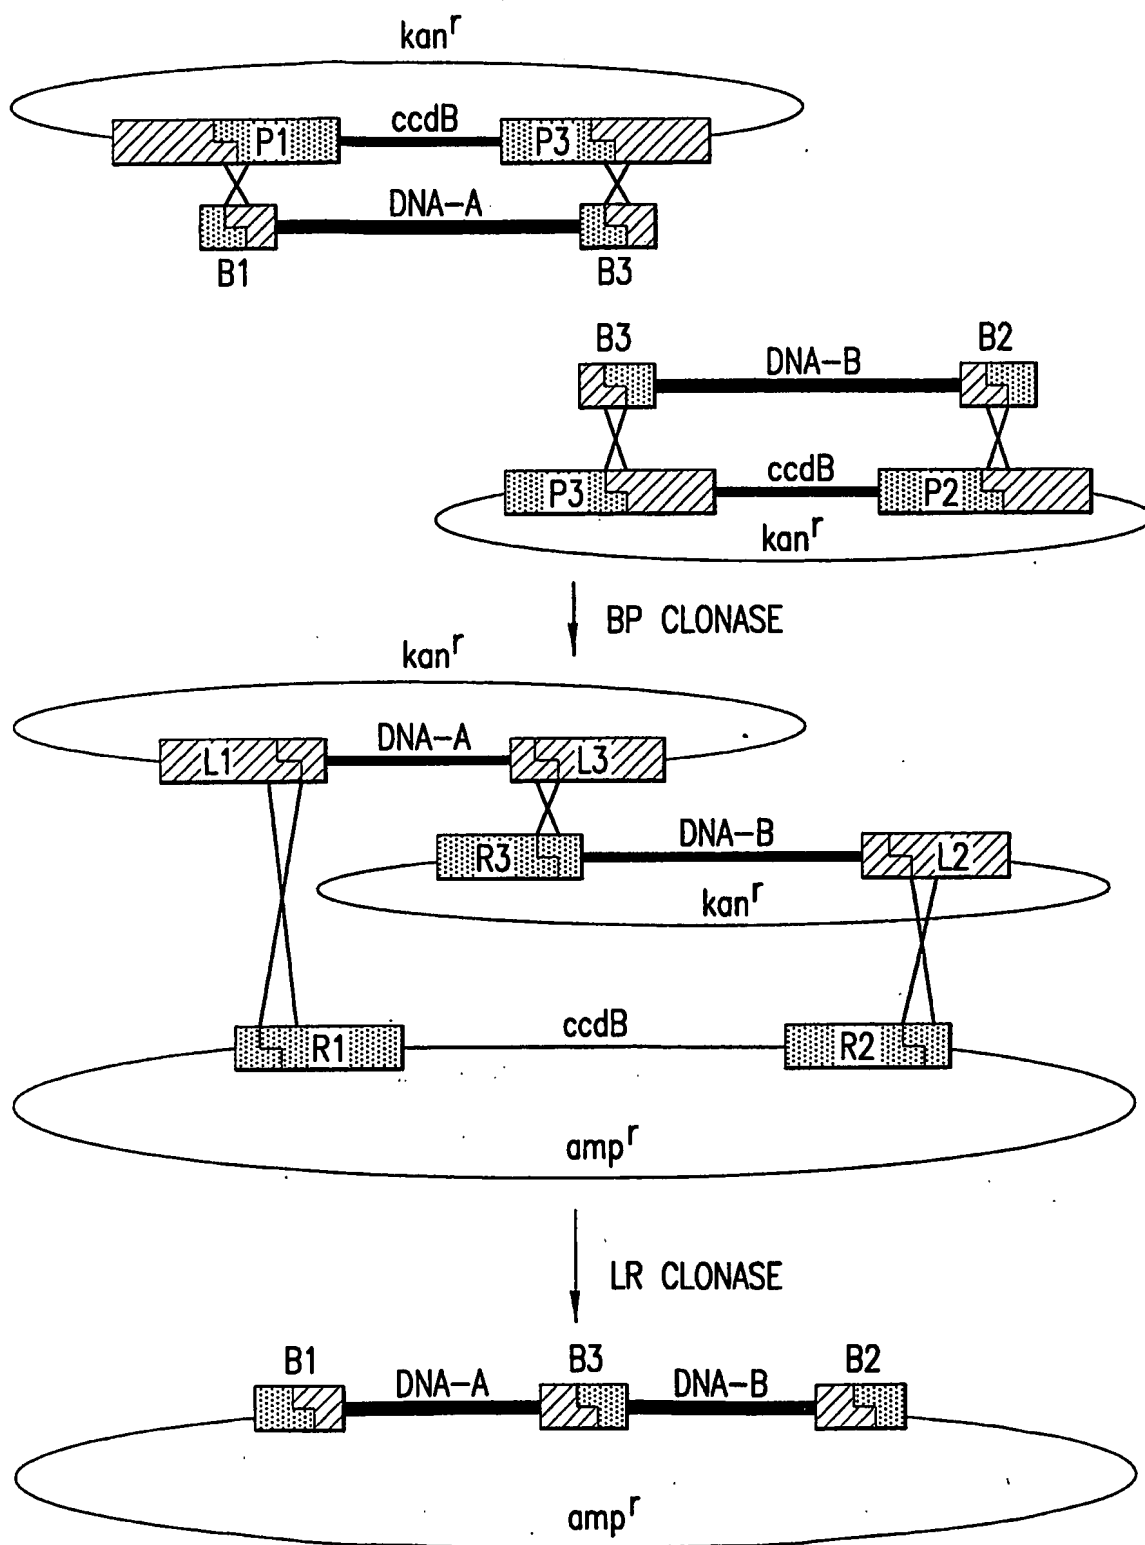 kanʳ
P1 ccdB P3
DNA-A
B1 B3
B3 DNA-B B2
P3 ccdB P2
kanʳ
BP CLONASE
kanʳ
L1 DNA-A L3
R3 DNA-B L2
kanʳ
R1 ccdB R2
ampʳ
LR CLONASE
B1 DNA-A B3 DNA-B B2
ampʳ